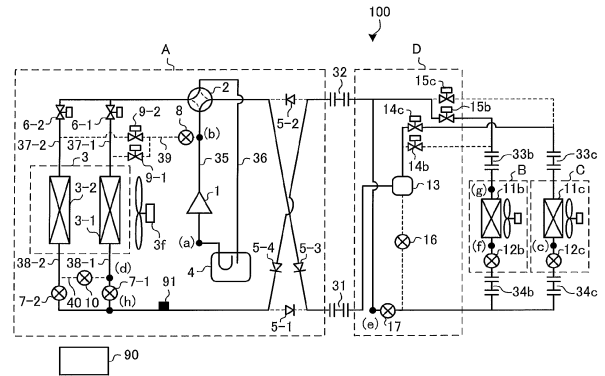 100
A
D
32
15c
9-2
8
2
14c
15b
6-2
6-1
5-2
37-2
37-1
(b)
33b
33c
3
39
35
36
14b
B
C
9-1
1
13
(g)
11b
11c
3-2
3-1
3f
(a)
5-4
5-3
16
(f)
12b
(c)
12c
38-2
38-1
(d)
4
7-1
91
31
7-2
40
10
(h)
5-1
(e)
17
34b
34c
90